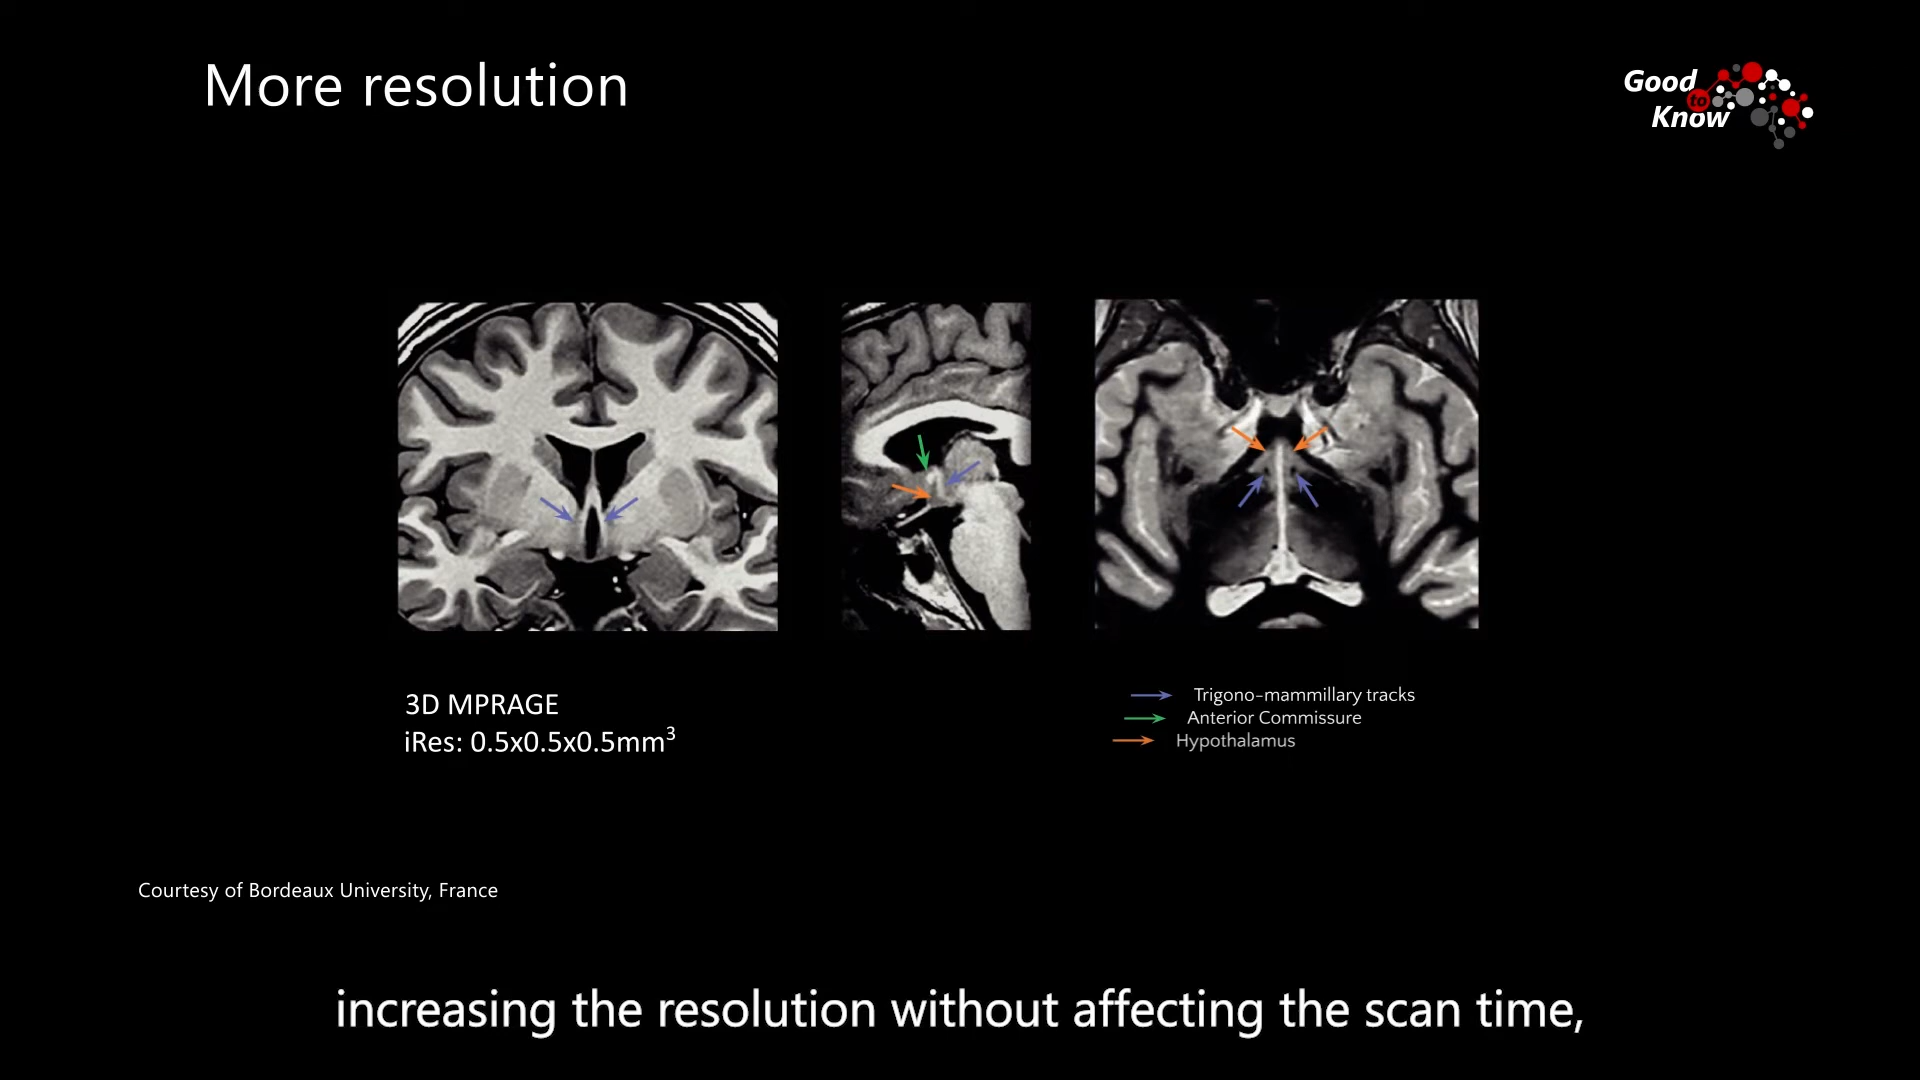 More resolution
Good
to
Know
3D MPRAGE
iRes: 0.5x0.5x0.5mm³
Trigono-mammillary tracks
Anterior Commissure
Hypothalamus
Courtesy of Bordeaux University, France
increasing the resolution without affecting the scan time,